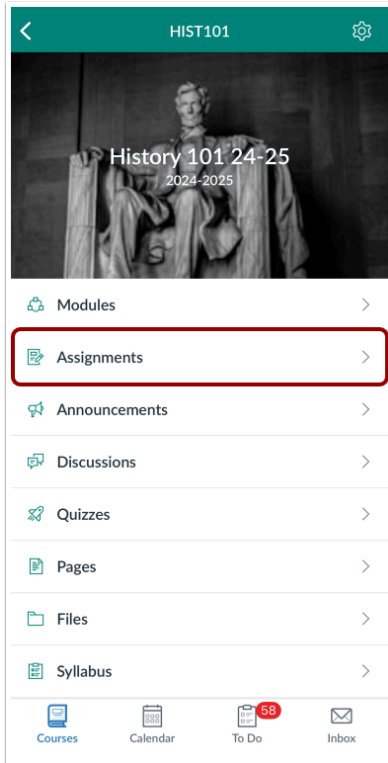 HIST101
History 101 24-25
2024-2025
Modules
Assignments
Announcements
Discussions
Quizzes
Pages
Files
Syllabus
58
Courses Calendar To Do Inbox